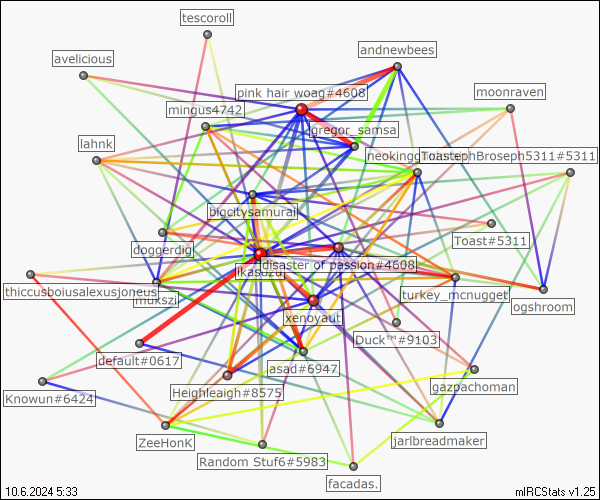 tescoroll
andnewbees
avelicious
pink hair woag#4608
moonraven
mingus4742
gregor_samsa
lahnk
neokingg
ToastephBroseph5311#5311
bigcitysamurai
doggerdig
Toast#5311
ikasuzu
disaster of passion#4608
thiccusboiusalexusjoneus
mukszi
turkey_mcnugget
ogshroom
xenoyaut
default#0617
Duck™#9103
asad#6947
gazpachoman
Knowun#6424
Heighleaigh#8575
ZeeHonK
jarlbreadmaker
Random Stuf6#5983
facadas.
10.6.2024 5:33
mIRCStats v1.25